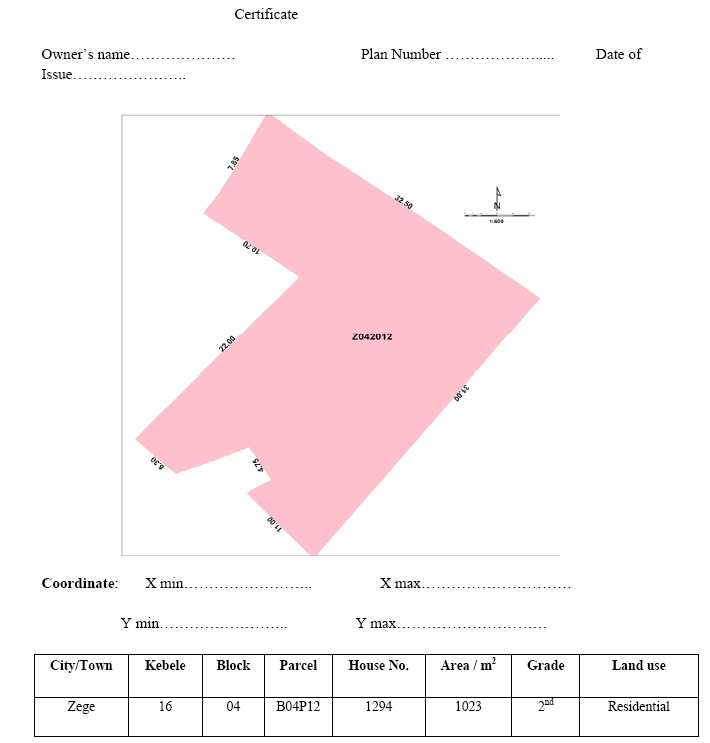 Certificate
Owner’s name………………… Plan Number ………………….... Date of
Issue…………………..
7.85
32.50
N
1:600
10.70
Z042012
22.00
31.00
6.30
4.75
11.00
Coordinate: X min…………………….. X max…………………………
Y min…………………….. Y max…………………………
City/Town Kebele Block Parcel House No. Area / m² Grade Land use
Zege 16 04 B04P12 1294 1023 2nd Residential